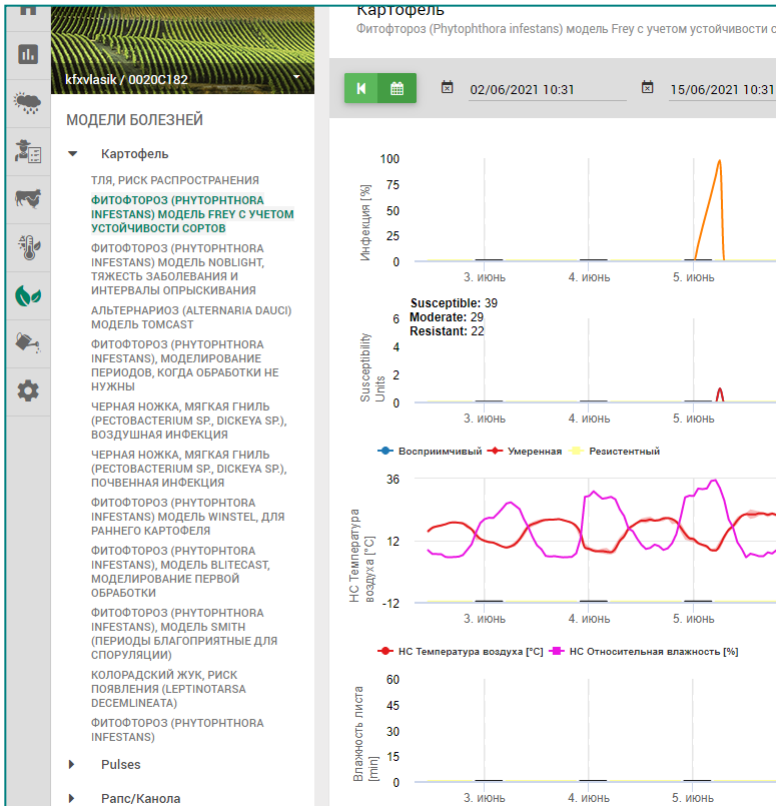 kfxvlasik / 0020C182
МОДЕЛИ БОЛЕЗНЕЙ
Картофель
ТЛЯ, РИСК РАСПРОСТРАНЕНИЯ
ФИТОФТОРОЗ (PHYTOPHTHORA
INFESTANS) МОДЕЛЬ FREY С УЧЕТОМ
УСТОЙЧИВОСТИ СОРТОВ
ФИТОФТОРОЗ (PHYTOPHTHORA
INFESTANS) МОДЕЛЬ NOBLIGHT,
ТЯЖЕСТЬ ЗАБОЛЕВАНИЯ И
ИНТЕРВАЛЫ ОПРЫСКИВАНИЯ
АЛЬТЕРНАРИОЗ (ALTERNARIA DAUCI)
МОДЕЛЬ TOMCAST
ФИТОФТОРОЗ (PHYTOPHTHORA
INFESTANS), МОДЕЛИРОВАНИЕ
ПЕРИОДОВ, КОГДА ОБРАБОТКИ НЕ
НУЖНЫ
ЧЕРНАЯ НОЖКА, МЯГКАЯ ГНИЛЬ
(PECTOBACTERIUM SP., DICKEYA SP.),
ВОЗДУШНАЯ ИНФЕКЦИЯ
ЧЕРНАЯ НОЖКА, МЯГКАЯ ГНИЛЬ
(PECTOBACTERIUM SP., DICKEYA SP.),
ПОЧВЕННАЯ ИНФЕКЦИЯ
ФИТОФТОРОЗ (PHYTOPHTORA
INFESTANS) МОДЕЛЬ WINSTEL, ДЛЯ
РАННЕГО КАРТОФЕЛЯ
ФИТОФТОРОЗ (PHYTOPHTORA
INFESTANS), МОДЕЛЬ BLITECAST,
МОДЕЛИРОВАНИЕ ПЕРВОЙ
ОБРАБОТКИ
ФИТОФТОРОЗ (PHYTOPHTHORA
INFESTANS), МОДЕЛЬ SMITH
(ПЕРИОДЫ БЛАГОПРИЯТНЫЕ ДЛЯ
СПОРУЛЯЦИИ)
КОЛОРАДСКИЙ ЖУК, РИСК
ПОЯВЛЕНИЯ (LEPTINOTARSA
DECEMLINEATA)
ФИТОФТОРОЗ (PHYTOPHTHORA
INFESTANS)
Pulses
Рапс/Канола
Картофель
Фитофтороз (Phytophthora infestans) модель Frey с учетом устойчивости с
02/06/2021 10:31
15/06/2021 10:31
Инфекция [%]
100
75
50
25
0
3. июнь
4. июнь
5. июнь
Susceptible: 39
Moderate: 29
Resistant: 22
Susceptibility
Units
6
4
2
0
3. июнь
4. июнь
5. июнь
Восприимчивый
Умеренная
Резистентный
НС Температура
воздуха [°C]
36
12
-12
3. июнь
4. июнь
5. июнь
НС Температура воздуха [°C]
НС Относительная влажность [%]
Влажность листа
[min]
60
45
30
15
0
3. июнь
4. июнь
5. июнь